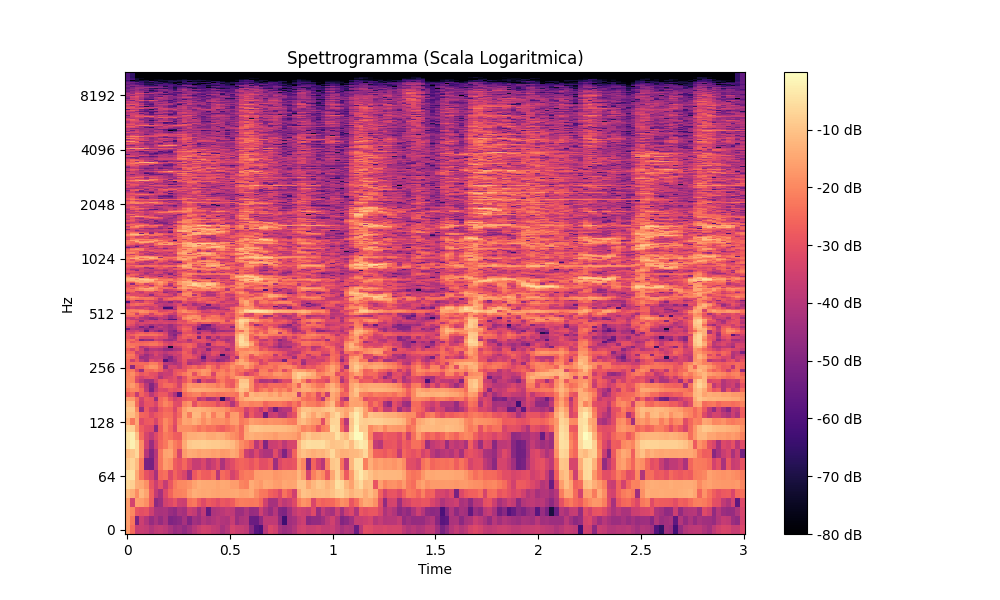 Spettrogramma (Scala Logaritmica)
Hz
8192
4096
2048
1024
512
256
128
64
0
0 0.5 1 1.5 2 2.5 3
Time
-10 dB
-20 dB
-30 dB
-40 dB
-50 dB
-60 dB
-70 dB
-80 dB